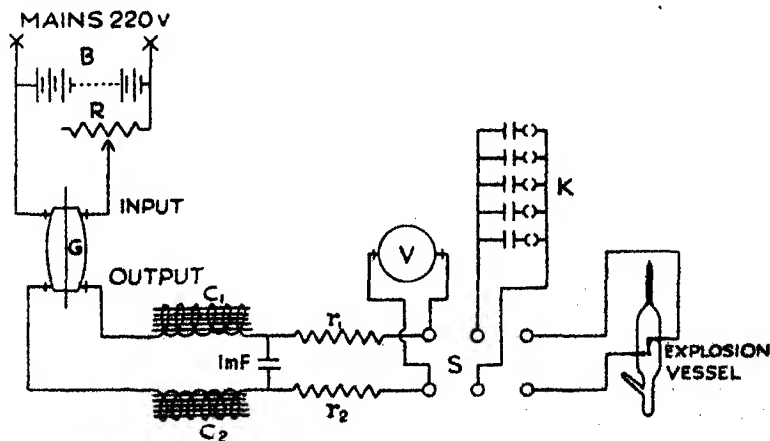 MAINS 220 V
B
R
INPUT
G
OUTPUT
C1
1mF
C2
r1
r2
V
S
K
EXPLOSION
VESSEL